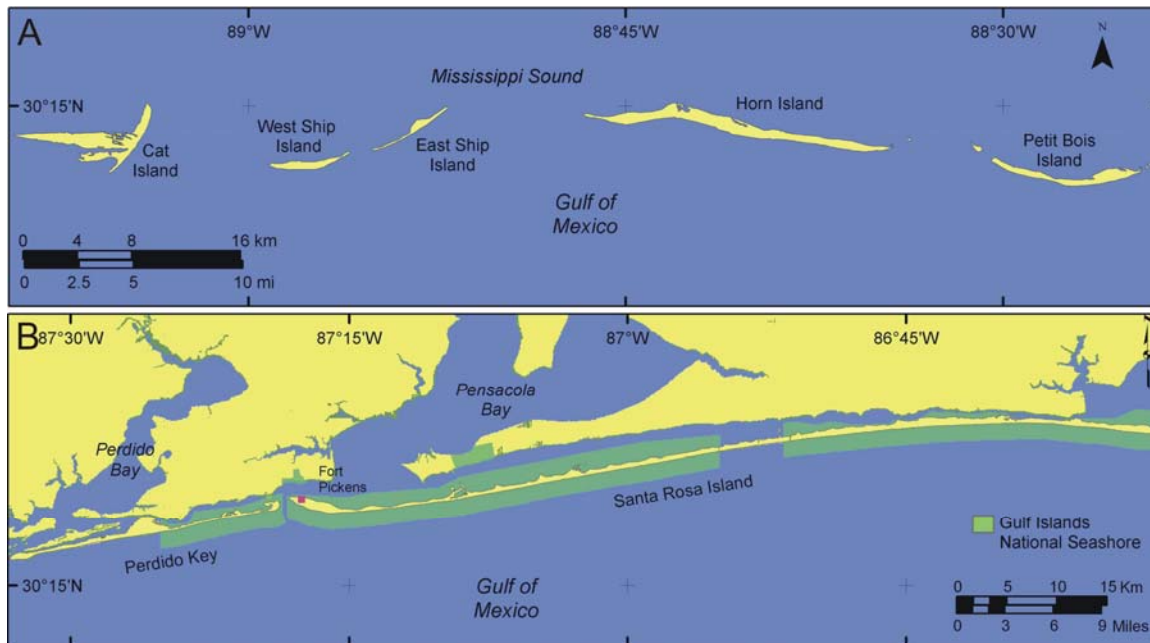 A
89°W
88°45'W
88°30'W
N
Mississippi Sound
30°15'N
Horn Island
West Ship
Island
East Ship
Island
Cat
Island
Petit Bois
Island
Gulf of
Mexico
0 4 8 16 km
0 2.5 5 10 mi
B
87°30'W
87°15'W
87°W
86°45'W
Pensacola
Bay
Perdido
Bay
Fort
Pickens
Santa Rosa Island
Perdido Key
Gulf Islands
National Seashore
30°15'N
Gulf of
Mexico
0 5 10 15 Km
0 3 6 9 Miles